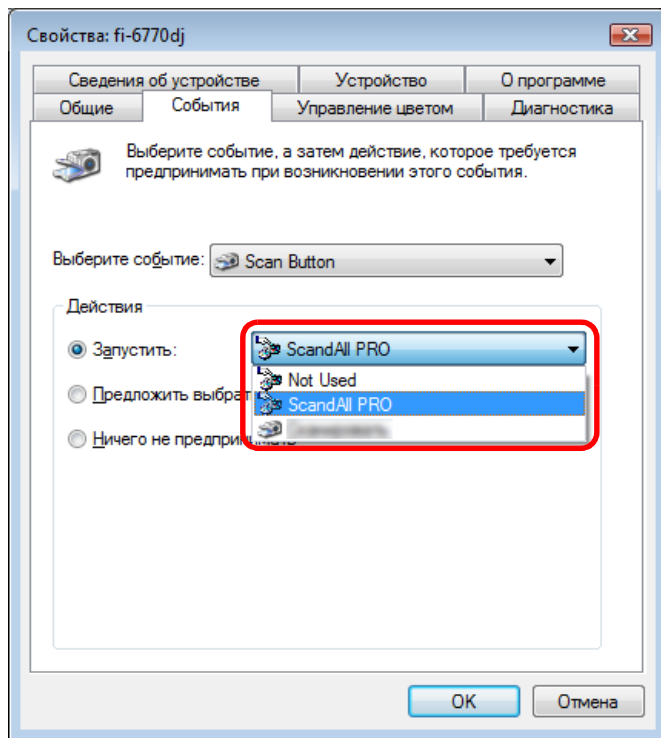 Свойства: fi-6770dj
Сведения об устройстве Устройство О программе
Общие События Управление цветом Диагностика
Выберите событие, а затем действие, которое требуется
предпринимать при возникновении этого события.
Выберите событие: Scan Button
Действия
Запустить: ScandAll PRO
Not Used
Предложить выбрат ScandAll PRO
Ничего не предпринимать
OK Отмена